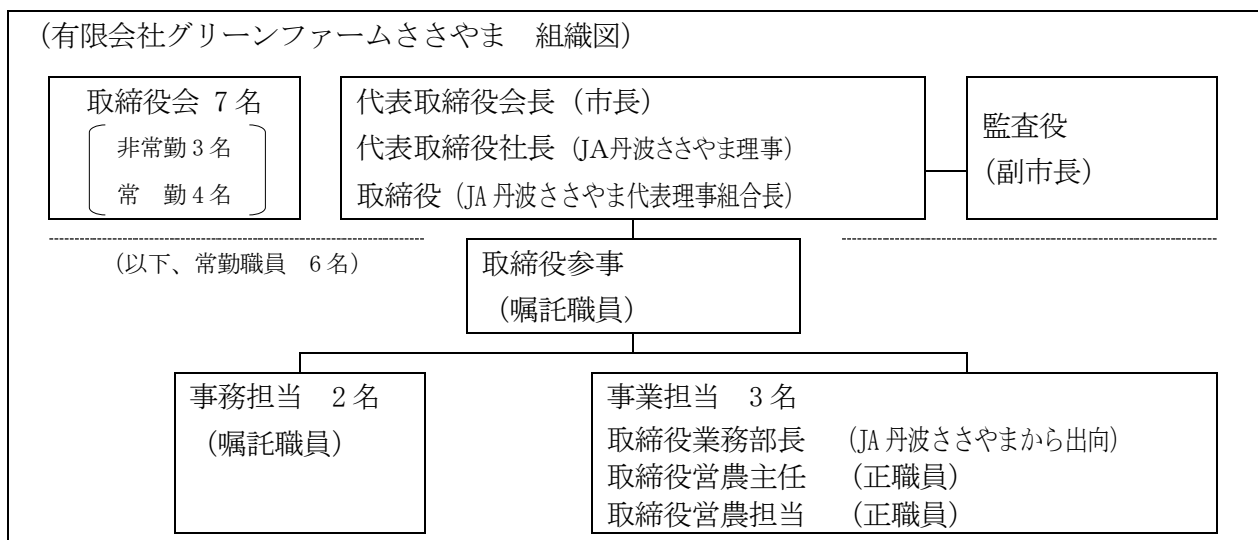 (有限会社グリーンファームささやま　組織図)
取締役会 7名
非常勤3名
常　勤4名
代表取締役会長（市長）
代表取締役社長（JA丹波ささやま理事）
取締役（JA丹波ささやま代表理事組合長）
監査役
（副市長）
(以下、常勤職員　6名)
取締役参事
（嘱託職員）
事務担当　2名
（嘱託職員）
事業担当　3名
取締役業務部長　（JA丹波ささやまから出向）
取締役営農主任　（正職員）
取締役営農担当　（正職員）